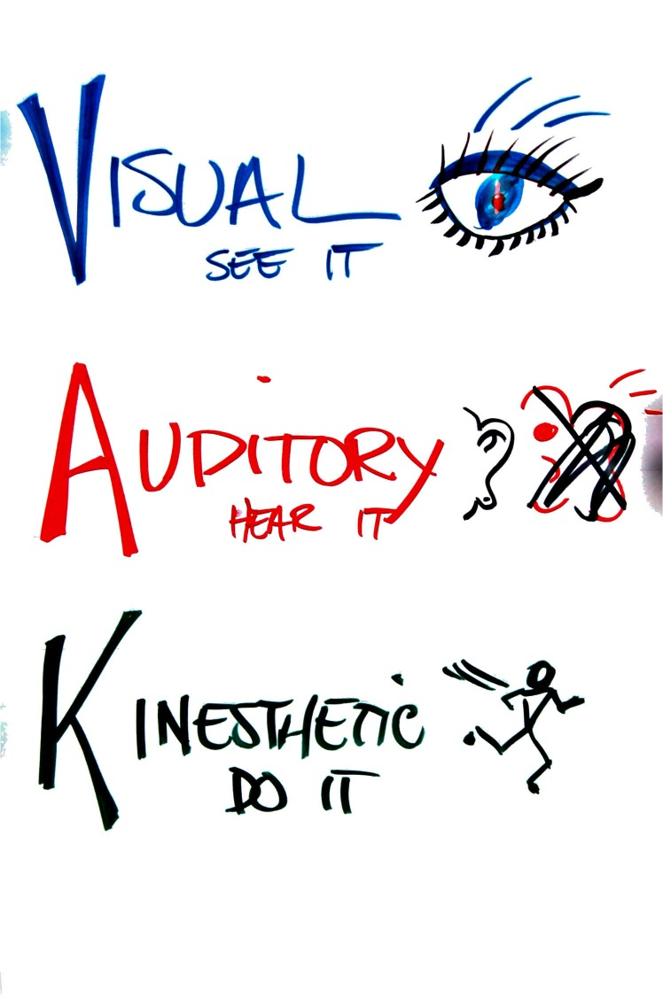 VISUAL
SEE IT
AUDITORY
HEAR IT
KINESTHETIC
DO IT